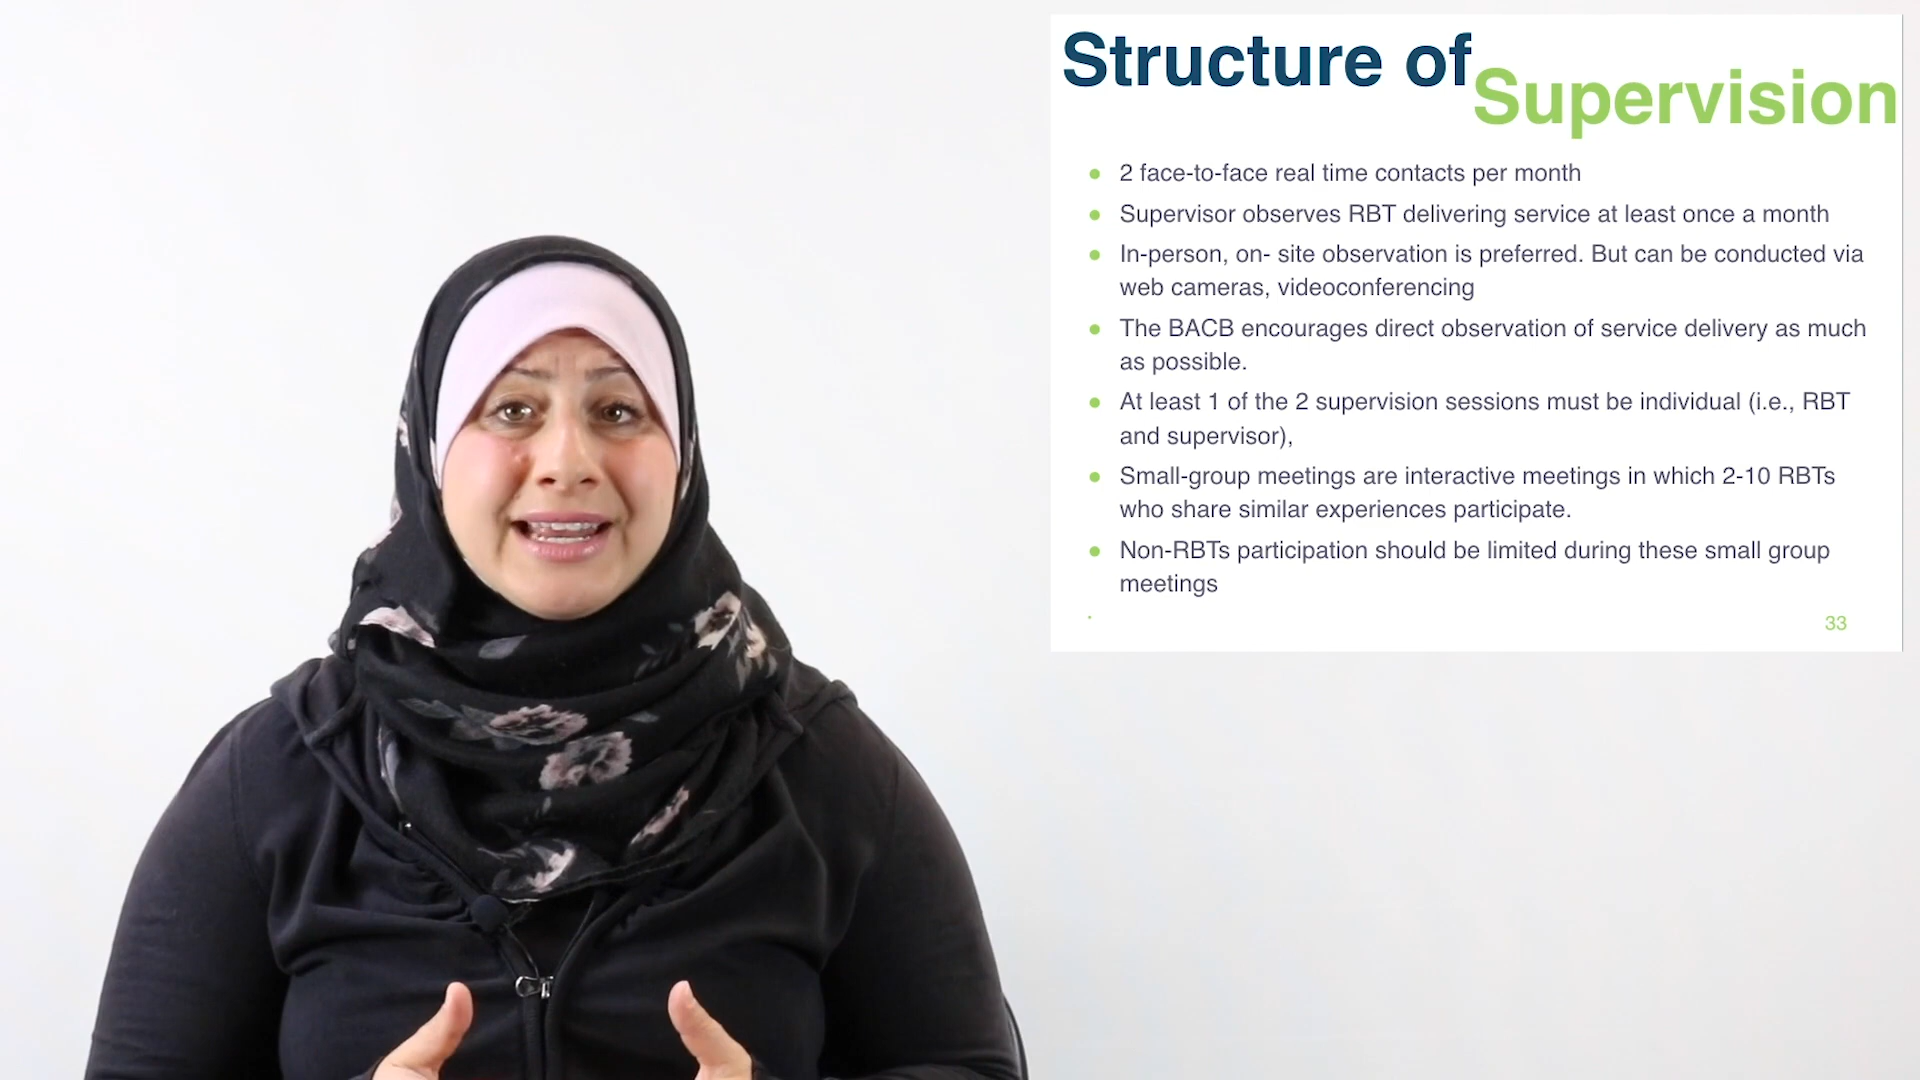 Structure of
Supervision
2 face-to-face real time contacts per month
Supervisor observes RBT delivering service at least once a month
In-person, on- site observation is preferred. But can be conducted via
web cameras, videoconferencing
The BACB encourages direct observation of service delivery as much
as possible.
At least 1 of the 2 supervision sessions must be individual (i.e., RBT
and supervisor),
Small-group meetings are interactive meetings in which 2-10 RBTs
who share similar experiences participate.
Non-RBTs participation should be limited during these small group
meetings
33